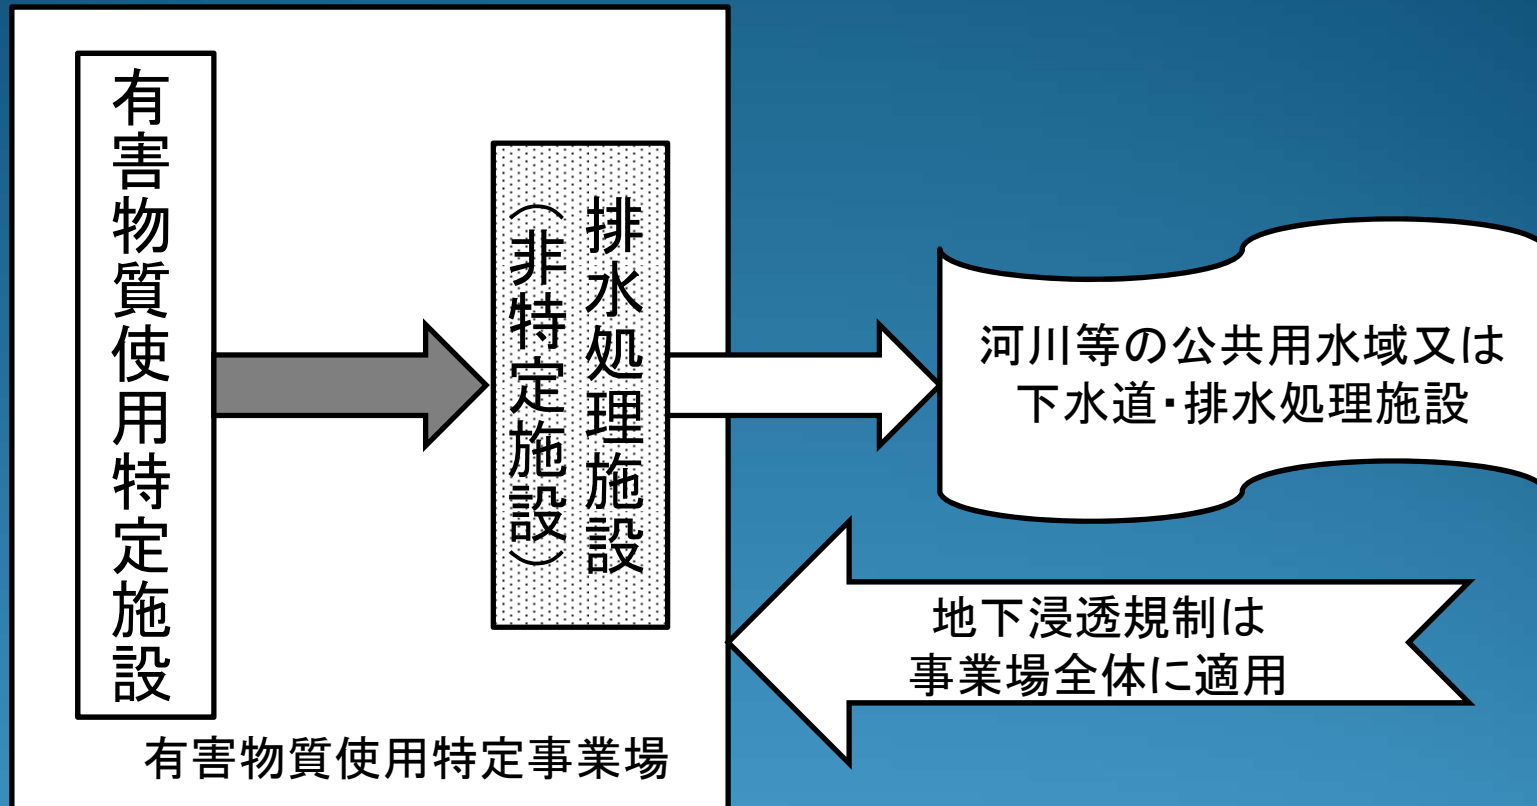 有害物質使用特定施設
排水処理施設
（非特定施設）
河川等の公共用水域又は
下水道・排水処理施設
地下浸透規制は
事業場全体に適用
有害物質使用特定事業場